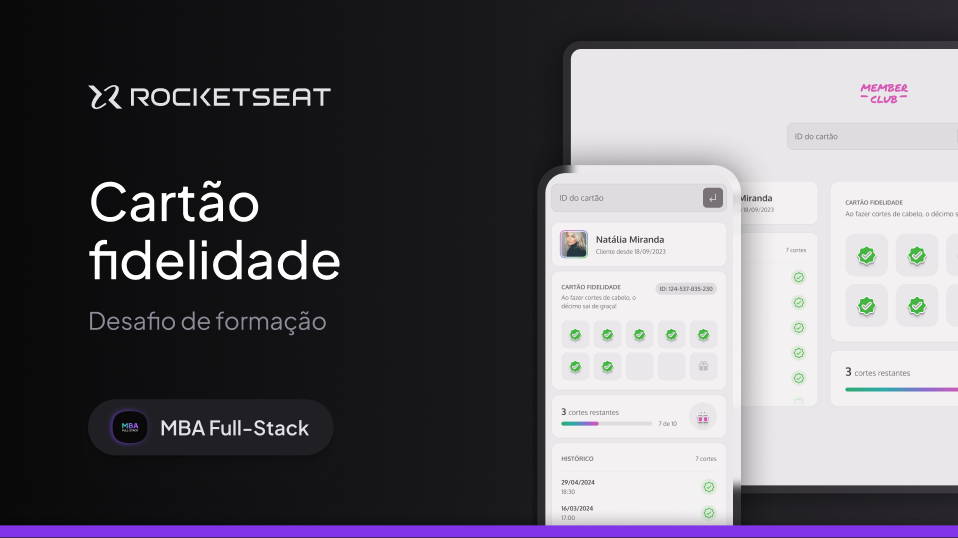 ROCKETSEAT
Cartão
fidelidade
Desafio de formação
MBA
FULL-STACK
MBA Full-Stack
MEMBER
CLUB
ID do cartão
ID do cartão
Natália Miranda
Cliente desde 18/09/2023
CARTÃO FIDELIDADE
ID: 124-537-835-230
Ao fazer cortes de cabelo, o
décimo sai de graça!
3 cortes restantes
7 de 10
HISTÓRICO
7 cortes
29/04/2024
18:30
16/03/2024
17:00
Miranda
18/09/2023
7 cortes
CARTÃO FIDELIDADE
Ao fazer cortes de cabelo, o décimo s
3 cortes restantes